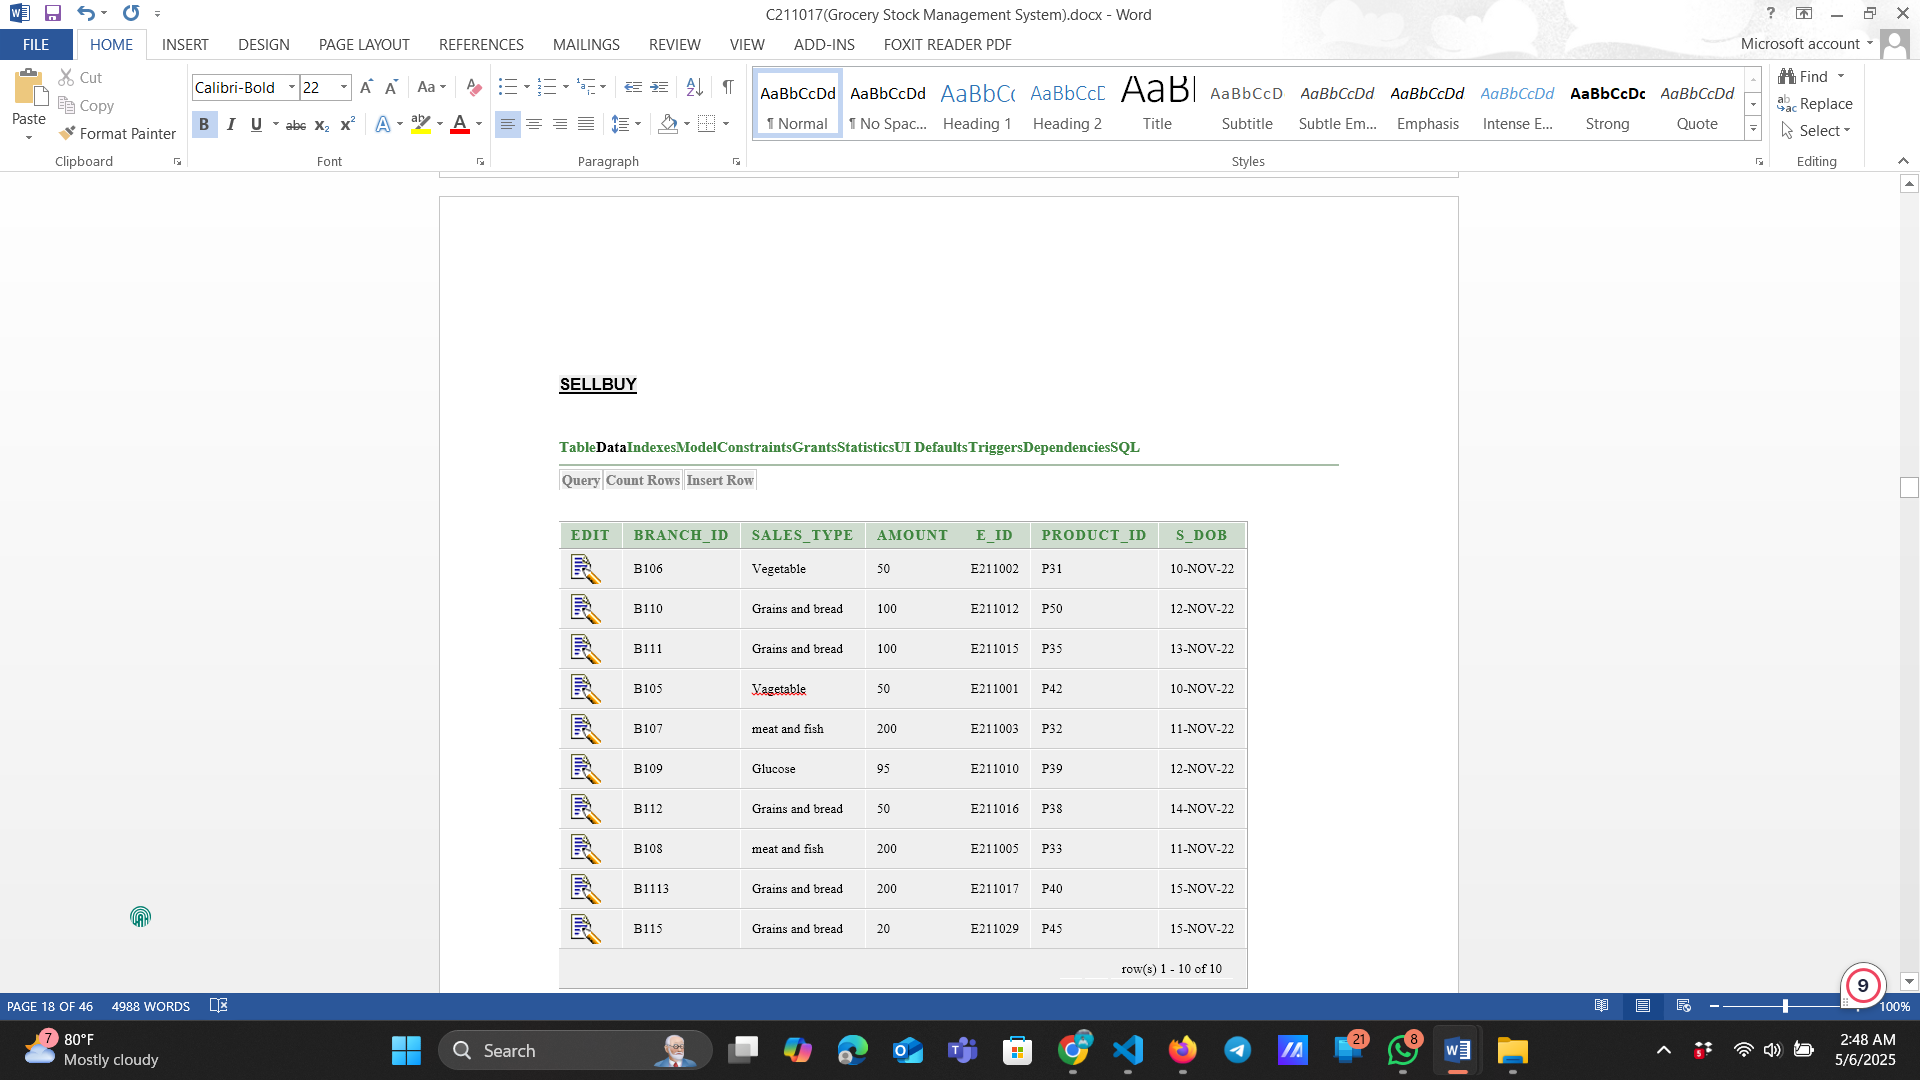 C211017(Grocery Stock Management System).docx - Word
FILE HOME INSERT DESIGN PAGE LAYOUT REFERENCES MAILINGS REVIEW VIEW ADD-INS FOXIT READER PDF Microsoft account
Paste
Cut
Copy
Format Painter
Clipboard
Calibri-Bold 22
Font
Paragraph
AaBbCcDd AaBbCcDd AaBbCc AaBbCcD AaBl AaBbCcD AaBbCcDd AaBbCcDd AaBbCcDd AaBbCcDc AaBbCcDd
¶ Normal ¶ No Spac... Heading 1 Heading 2 Title Subtitle Subtle Em... Emphasis Intense E... Strong Quote
Styles
Find
Replace
Select
Editing
SELLBUY
TableDataIndexesModelConstraintsGrantsStatisticsUI DefaultsTriggersDependenciesSQL
Query Count Rows Insert Row
EDIT BRANCH_ID SALES_TYPE AMOUNT E_ID PRODUCT_ID S_DOB
B106 Vegetable 50 E211002 P31 10-NOV-22
B110 Grains and bread 100 E211012 P50 12-NOV-22
B111 Grains and bread 100 E211015 P35 13-NOV-22
B105 Vagetable 50 E211001 P42 10-NOV-22
B107 meat and fish 200 E211003 P32 11-NOV-22
B109 Glucose 95 E211010 P39 12-NOV-22
B112 Grains and bread 50 E211016 P38 14-NOV-22
B108 meat and fish 200 E211005 P33 11-NOV-22
B1113 Grains and bread 200 E211017 P40 15-NOV-22
B115 Grains and bread 20 E211029 P45 15-NOV-22
row(s) 1 - 10 of 10
9
PAGE 18 OF 46 4988 WORDS 100%
7
80°F
Mostly cloudy
Search
21
8
5
2:48 AM
5/6/2025